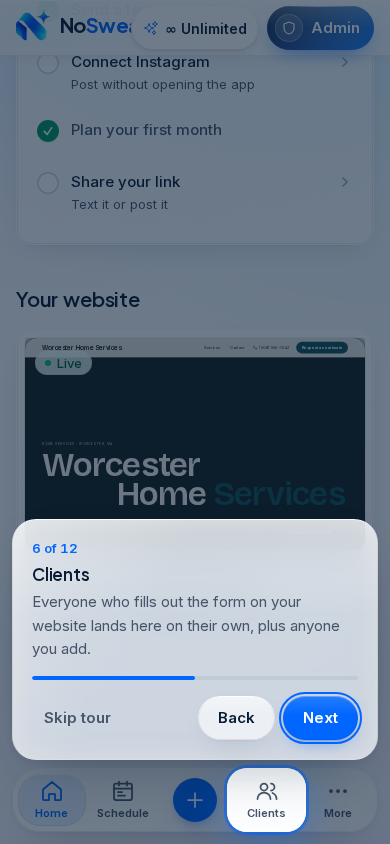 ∞ Unlimited
Admin
Connect Instagram
Post without opening the app
Plan your first month
Share your link
Text it or post it
Your website
Worcester Home Services
Live
Worcester
Home Services
6 of 12
Clients
Everyone who fills out the form on your
website lands here on their own, plus anyone
you add.
Skip tour
Back
Next
Home
Schedule
Clients
More